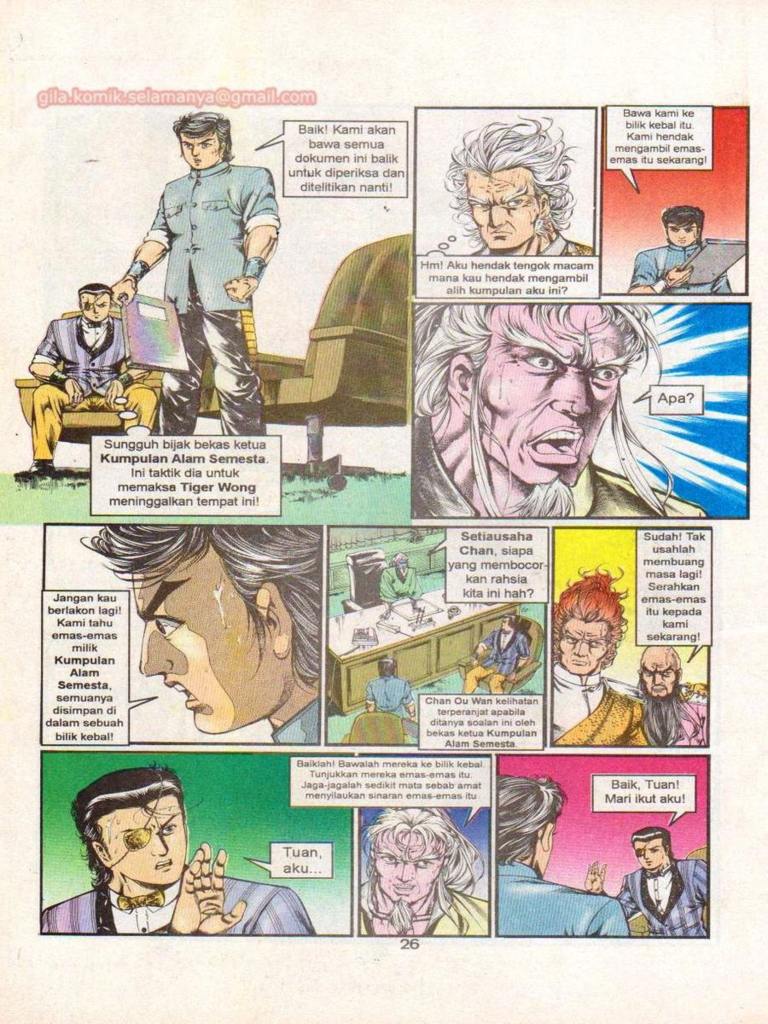 gila.komik.selamanya@gmail.com
Baik! Kami akan
bawa semua
dokumen ini balik
untuk diperiksa dan
ditelitikan nanti!
Sungguh bijak bekas ketua
Kumpulan Alam Semesta.
Ini taktik dia untuk
memaksa Tiger Wong
meninggalkan tempat ini!
Hm! Aku hendak tengok macam
mana kau hendak mengambil
alih kumpulan aku ini?
Bawa kami ke
bilik kebal itu.
Kami hendak
mengambil emas-
emas itu sekarang!
Apa?
Jangan kau
berlakon lagi!
Kami tahu
emas-emas
milik
Kumpulan
Alam
Semesta,
semuanya
disimpan di
dalam sebuah
bilik kebal!
Setiausaha
Chan, siapa
yang membocor-
kan rahsia
kita ini hah?
Chan Ou Wan kelihatan
terperanjat apabila
ditanya soalan ini oleh
bekas ketua Kumpulan
Alam Semesta.
Sudah! Tak
usahlah
membuang
masa lagi!
Serahkan
emas-emas
itu kepada
kami
sekarang!
Tuan,
aku...
Baiklah! Bawalah mereka ke bilik kebal.
Tunjukkan mereka emas-emas itu.
Jaga-jagalah sedikit mata sebab amat
menyilaukan sinaran emas-emas itu.
Baik, Tuan!
Mari ikut aku!
26